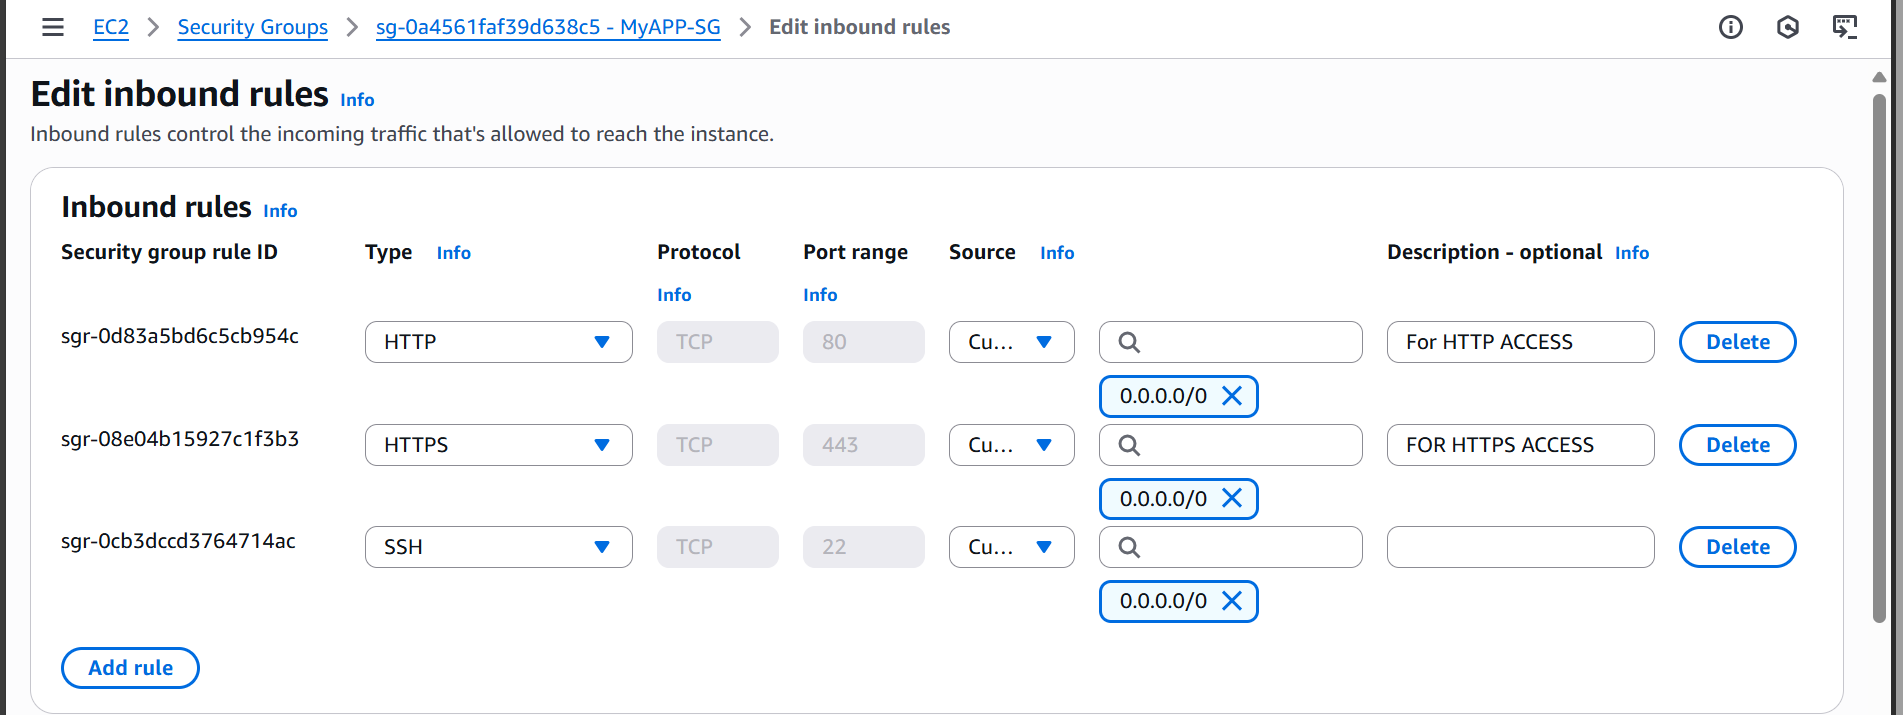 EC2 > Security Groups > sg-0a4561faf39d638c5 - MyAPP-SG > Edit inbound rules
Edit inbound rules Info
Inbound rules control the incoming traffic that's allowed to reach the instance.
Inbound rules Info
Security group rule ID Type Info Protocol Info Port range Info Source Info Description - optional Info
sgr-0d83a5bd6c5cb954c HTTP TCP 80 Cu... For HTTP ACCESS Delete
0.0.0.0/0
sgr-08e04b15927c1f3b3 HTTPS TCP 443 Cu... FOR HTTPS ACCESS Delete
0.0.0.0/0
sgr-0cb3dccd3764714ac SSH TCP 22 Cu... Delete
0.0.0.0/0
Add rule